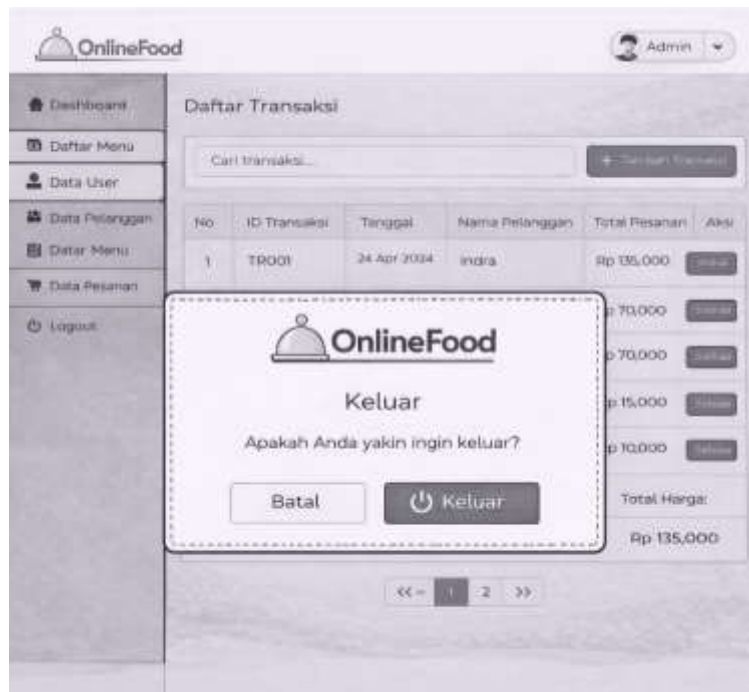 OnlineFood
Admin
Dashboard
Daftar Transaksi
Daftar Menu
Cari transaksi...
Data User
Data Pelanggan
No ID Transaksi Tanggal Nama Pelanggan Total Pesanan Aksi
Datar Menu
1 TR001 24 Apr 2024 indra Rp 135,000
Data Pesanan
Logout
70,000
70,000
15,000
10,000
OnlineFood
Keluar
Apakah Anda yakin ingin keluar?
Batal Keluar
Total Harga:
Rp 135,000
<< 1 2 >>